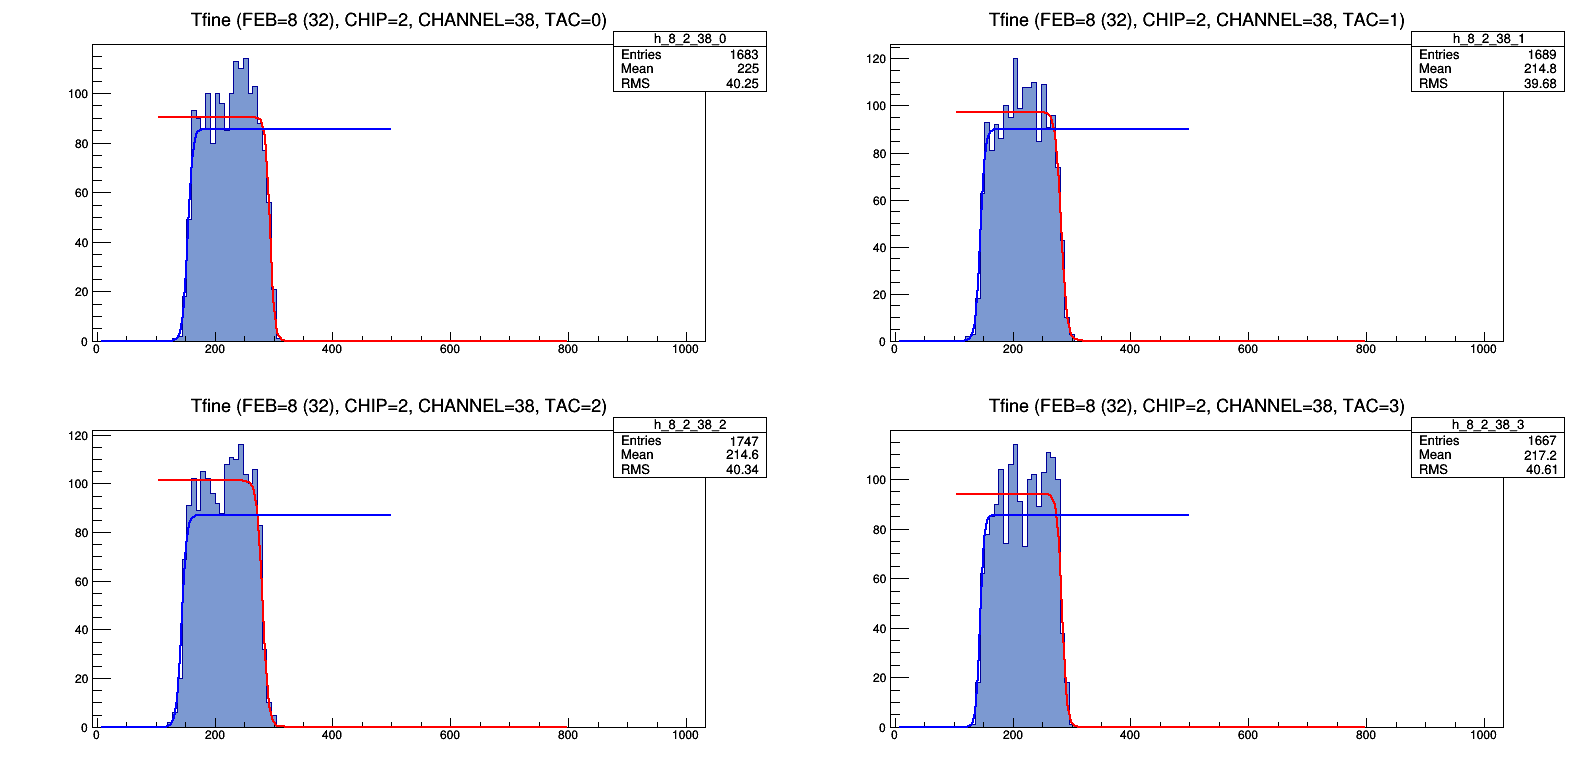 Tfine (FEB=8 (32), CHIP=2, CHANNEL=38, TAC=0)
h_8_2_38_0
Entries 1683
Mean 225
RMS 40.25
100
80
60
40
20
0
0 200 400 600 800 1000
Tfine (FEB=8 (32), CHIP=2, CHANNEL=38, TAC=1)
h_8_2_38_1
Entries 1689
Mean 214.8
RMS 39.68
120
100
80
60
40
20
0
0 200 400 600 800 1000
Tfine (FEB=8 (32), CHIP=2, CHANNEL=38, TAC=2)
h_8_2_38_2
Entries 1747
Mean 214.6
RMS 40.34
120
100
80
60
40
20
0
0 200 400 600 800 1000
Tfine (FEB=8 (32), CHIP=2, CHANNEL=38, TAC=3)
h_8_2_38_3
Entries 1667
Mean 217.2
RMS 40.61
100
80
60
40
20
0
0 200 400 600 800 1000